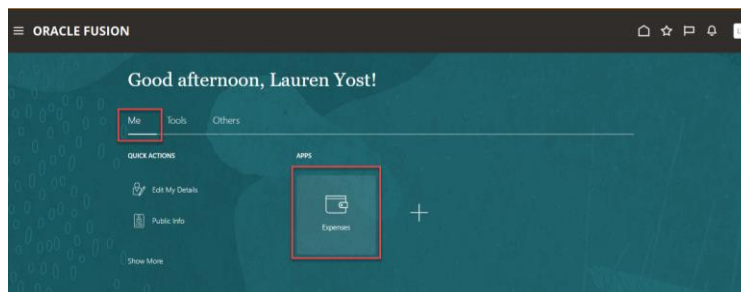 ORACLE FUSION
Good afternoon, Lauren Yost!
Me Tools Others
QUICK ACTIONS APPS
Edit My Details
Public Info
Expenses
Show More